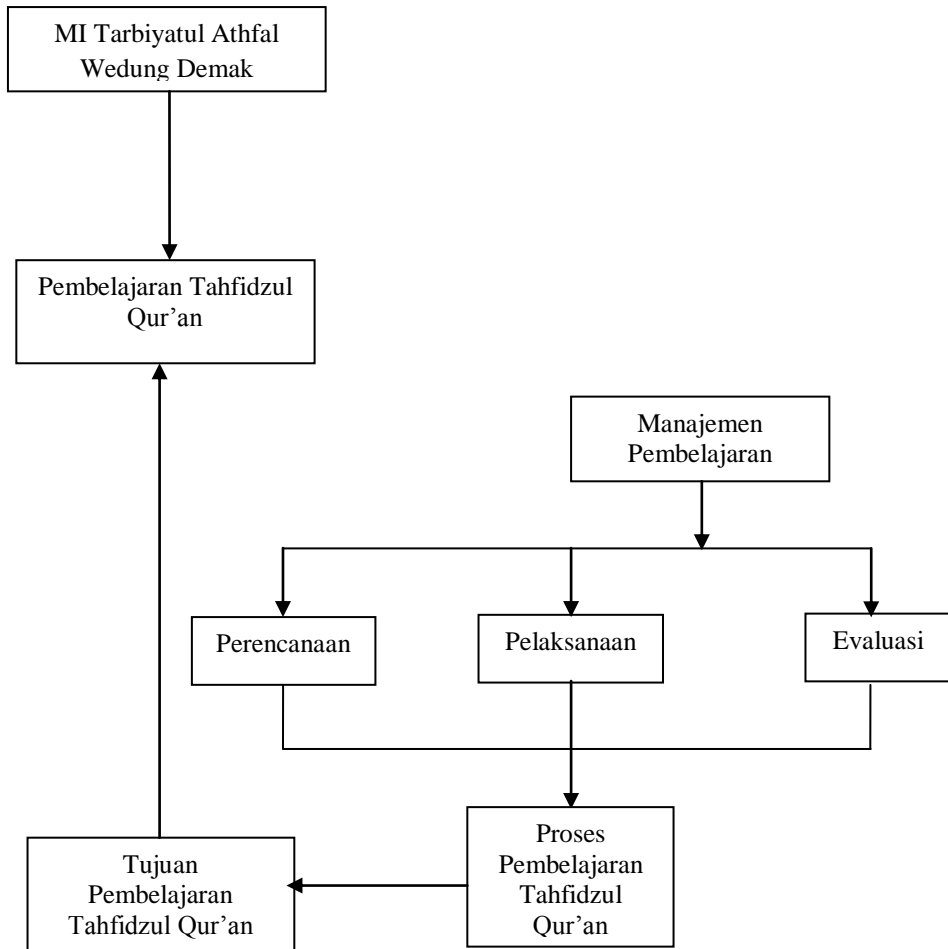 MI Tarbiyatul Athfal
Wedung Demak
Pembelajaran Tahfidzul
Qur’an
Manajemen
Pembelajaran
Perencanaan
Pelaksanaan
Evaluasi
Proses
Pembelajaran
Tahfidzul
Qur’an
Tujuan
Pembelajaran
Tahfidzul Qur’an